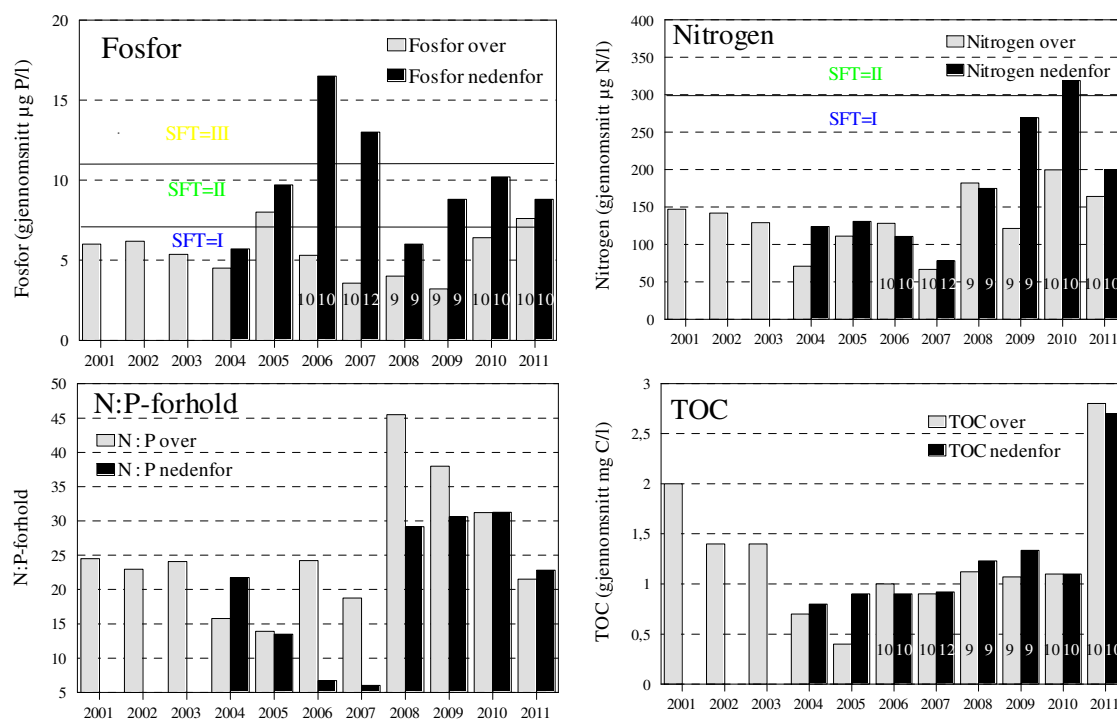 Fosfor
Fosfor over
Fosfor nedenfor
SFT=III
SFT=II
SFT=I
Fosfor (gjennomsnitt µg P/l)
20
15
10
5
0
10 10 10 12 9 9 9 9 10 10 10 10
2001 2002 2003 2004 2005 2006 2007 2008 2009 2010 2011
Nitrogen
Nitrogen over
Nitrogen nedenfor
SFT=II
SFT=I
Nitrogen (gjennomsnitt µg N/l)
400
350
300
250
200
150
100
50
0
10 10 10 12 9 9 9 9 10 10 10 10
2001 2002 2003 2004 2005 2006 2007 2008 2009 2010 2011
N:P-forhold
N : P over
N : P nedenfor
N:P-forhold
50
45
40
35
30
25
20
15
10
5
2001 2002 2003 2004 2005 2006 2007 2008 2009 2010 2011
TOC
TOC over
TOC nedenfor
TOC (gjennomsnitt mg C/l)
3
2,5
2
1,5
1
0,5
0
10 10 10 12 9 9 9 9 10 10 10 10
2001 2002 2003 2004 2005 2006 2007 2008 2009 2010 2011